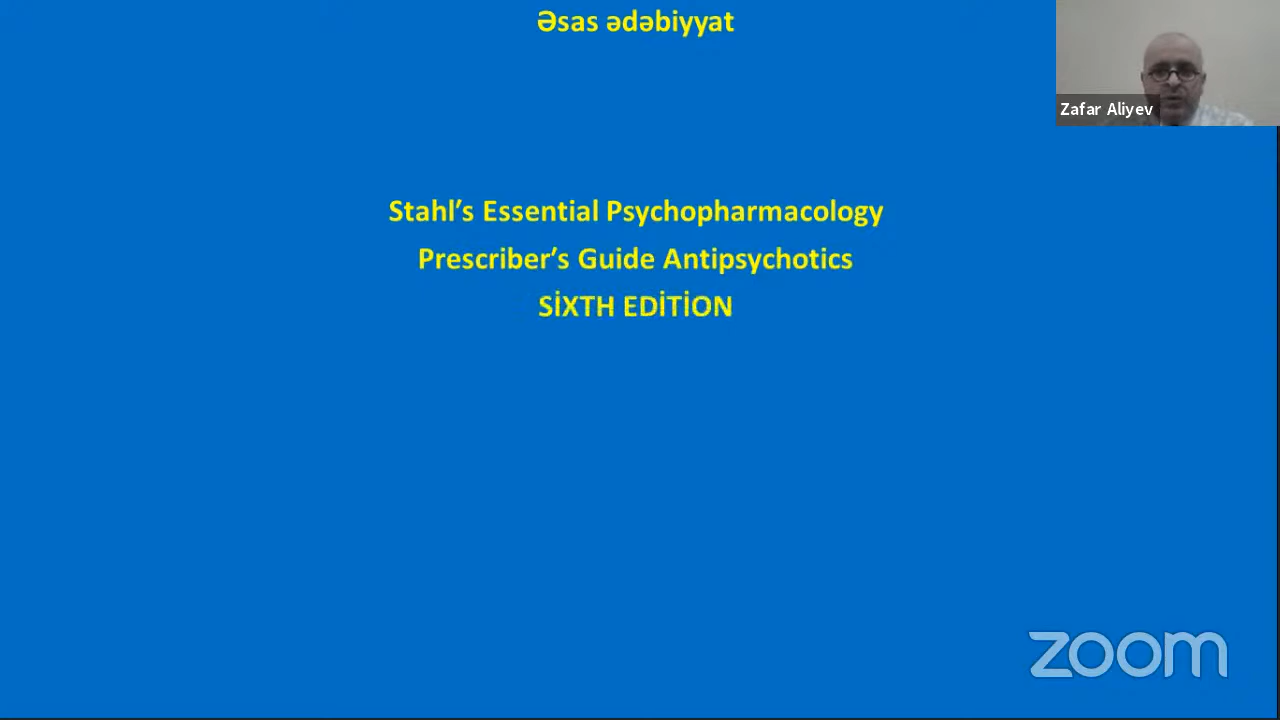 Əsas ədəbiyyat
Zafar Aliyev
Stahl’s Essential Psychopharmacology
Prescriber’s Guide Antipsychotics
SİXTH EDİTİON
zoom